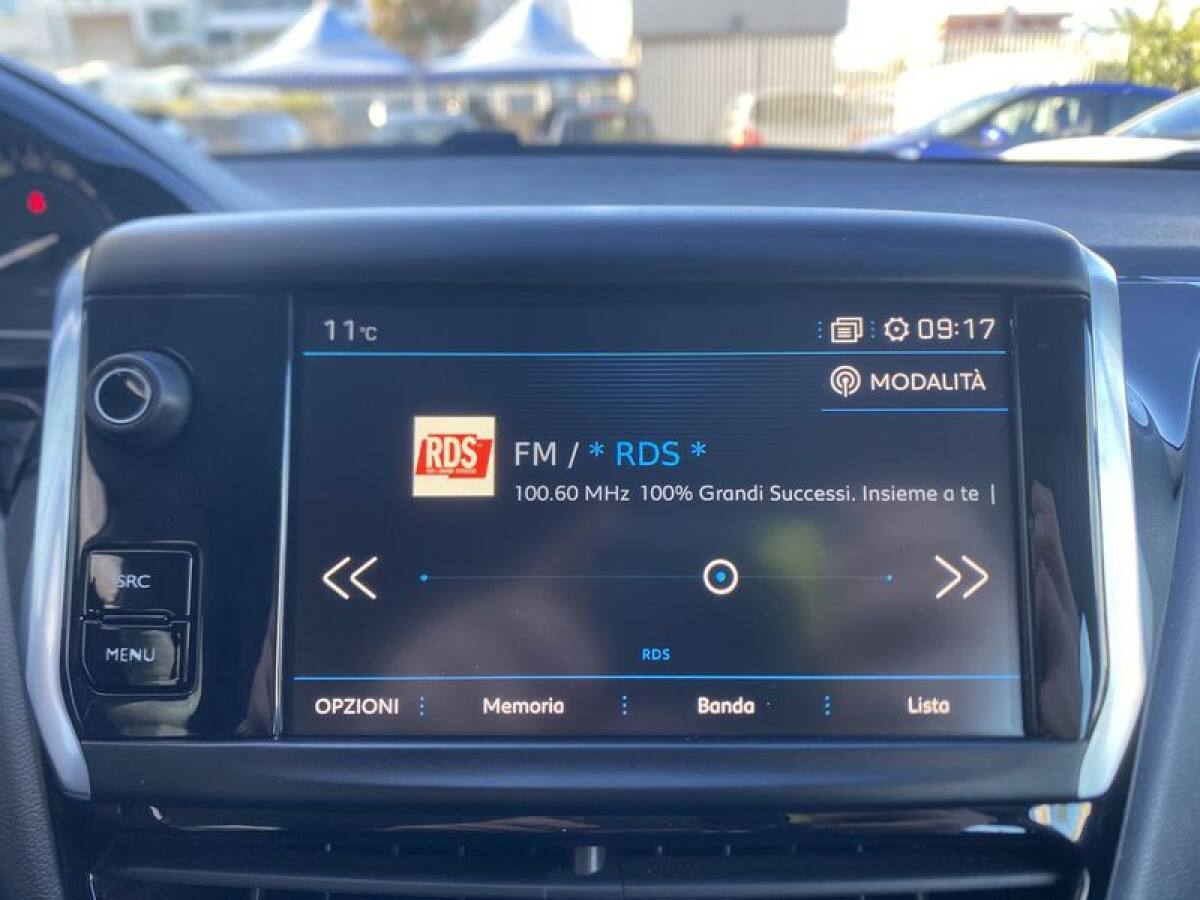 11°C
09:17
MODALITÀ
RDS
FM / * RDS *
100.60 MHz 100% Grandi Successi. Insieme a te |
SRC
MENU
RDS
OPZIONI
Memoria
Banda
Lista